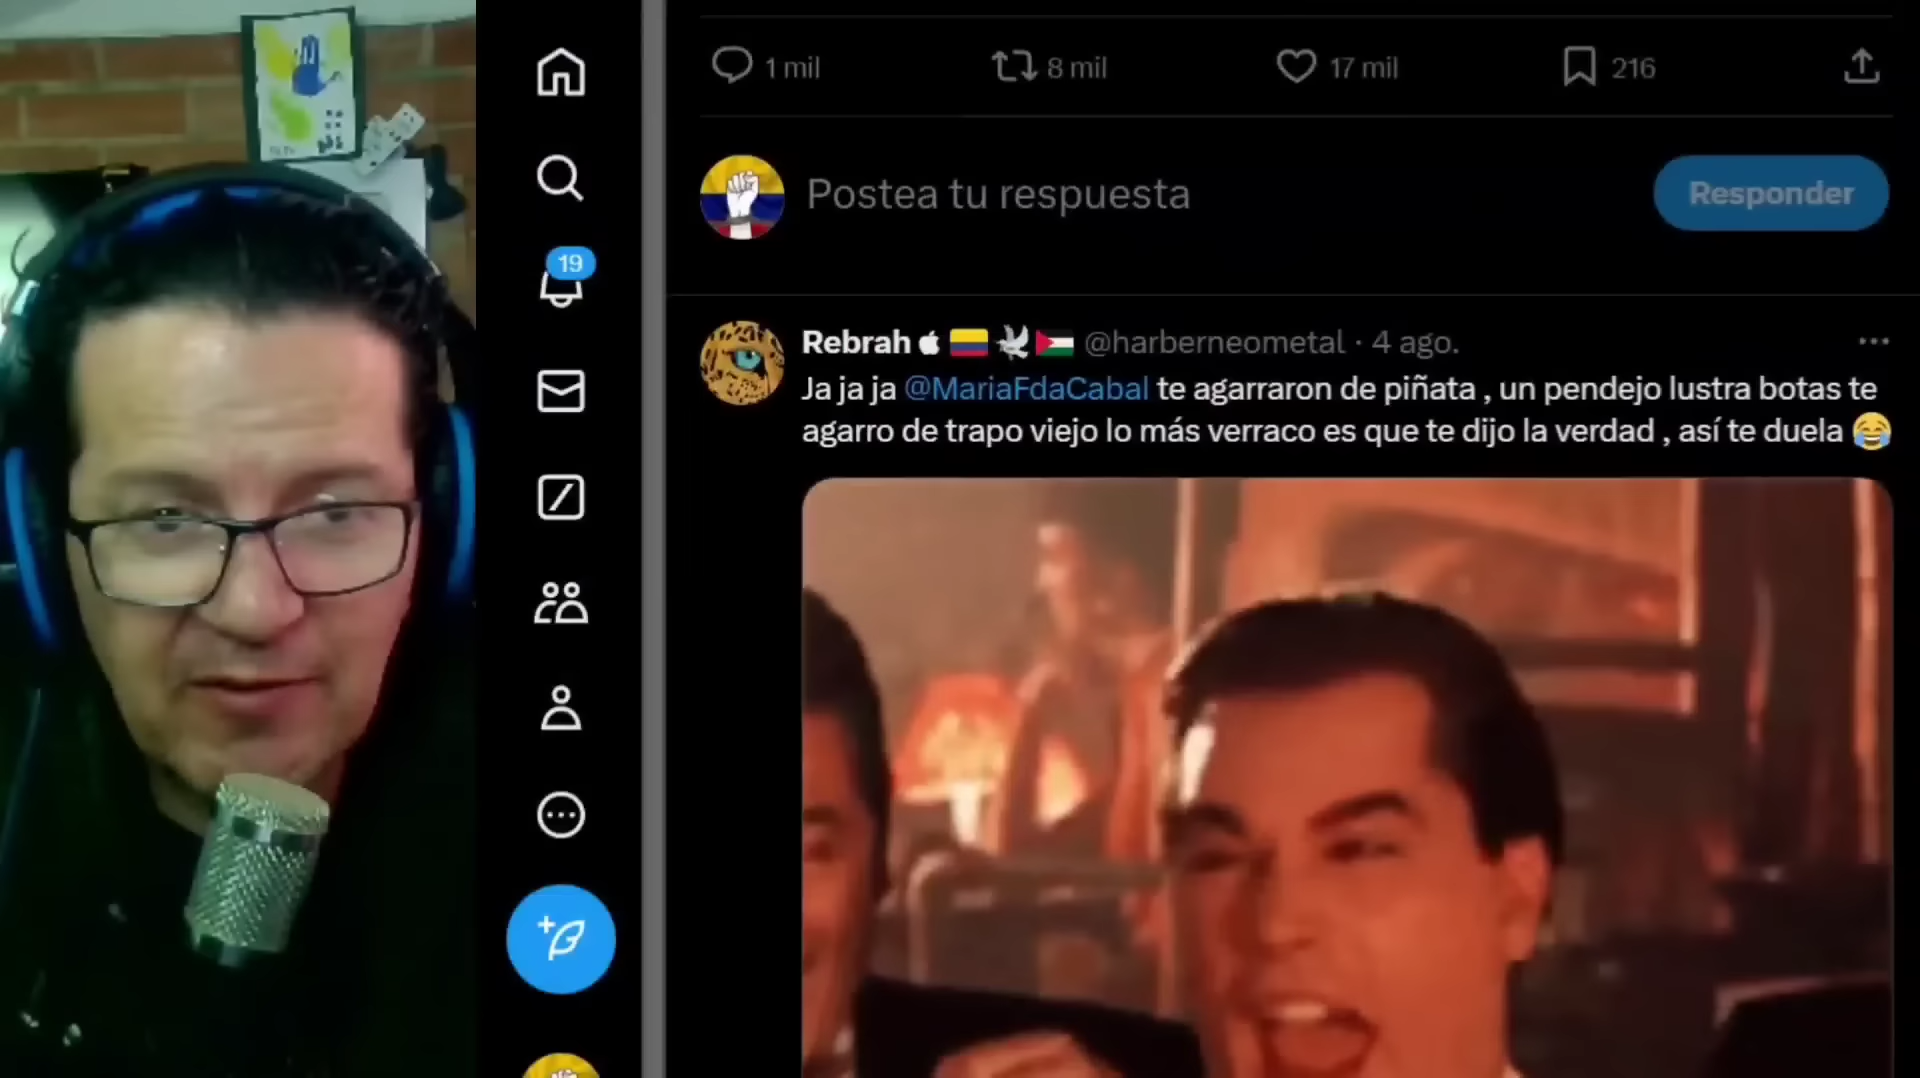 1 mil
8 mil
17 mil
216
Postea tu respuesta
Responder
19
Rebrah @harberneometal · 4 ago.
Ja ja ja @MariaFdaCabal te agarraron de piñata , un pendejo lustra botas te
agarro de trapo viejo lo más verraco es que te dijo la verdad , así te duela 😂